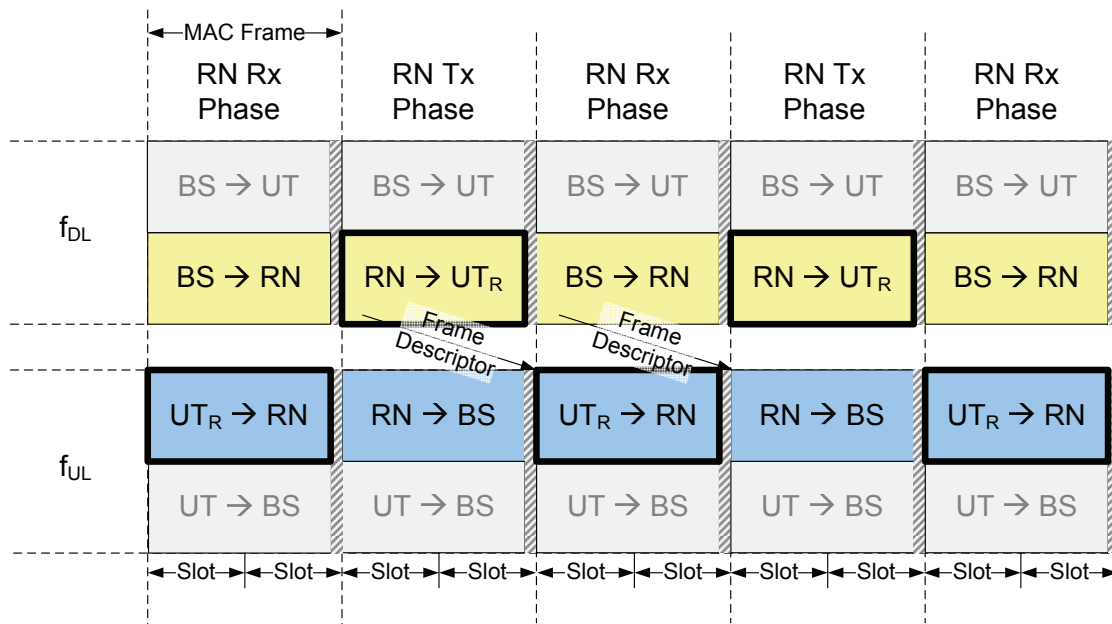 MAC Frame
RN Rx Phase RN Tx Phase RN Rx Phase RN Tx Phase RN Rx Phase
BS → UT BS → UT BS → UT BS → UT BS → UT
f_DL
BS → RN RN → UT_R BS → RN RN → UT_R BS → RN
Frame Descriptor Frame Descriptor
UT_R → RN RN → BS UT_R → RN RN → BS UT_R → RN
f_UL
UT → BS UT → BS UT → BS UT → BS UT → BS
Slot Slot Slot Slot Slot Slot Slot Slot Slot Slot